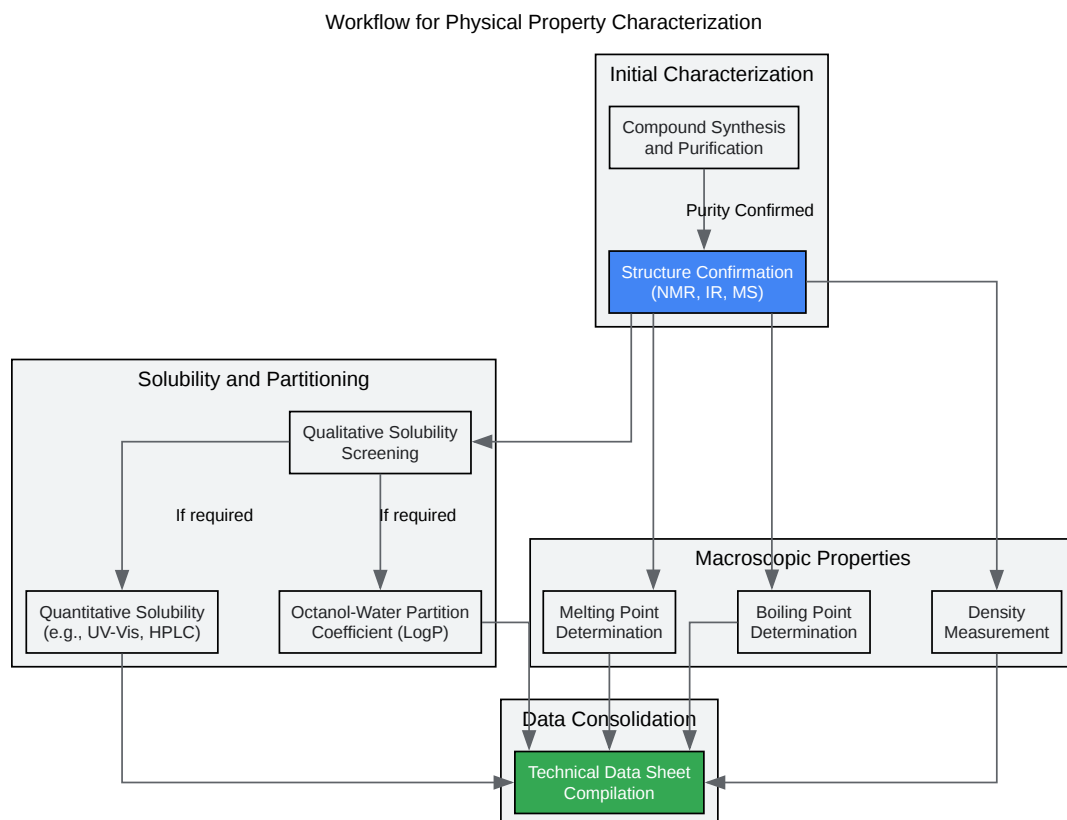 Workflow for Physical Property Characterization
Initial Characterization
Compound Synthesis
and Purification
Purity Confirmed
Structure Confirmation
(NMR, IR, MS)
Solubility and Partitioning
Qualitative Solubility
Screening
If required
If required
Quantitative Solubility
(e.g., UV-Vis, HPLC)
Octanol-Water Partition
Coefficient (LogP)
Macroscopic Properties
Melting Point
Determination
Boiling Point
Determination
Density
Measurement
Data Consolidation
Technical Data Sheet
Compilation